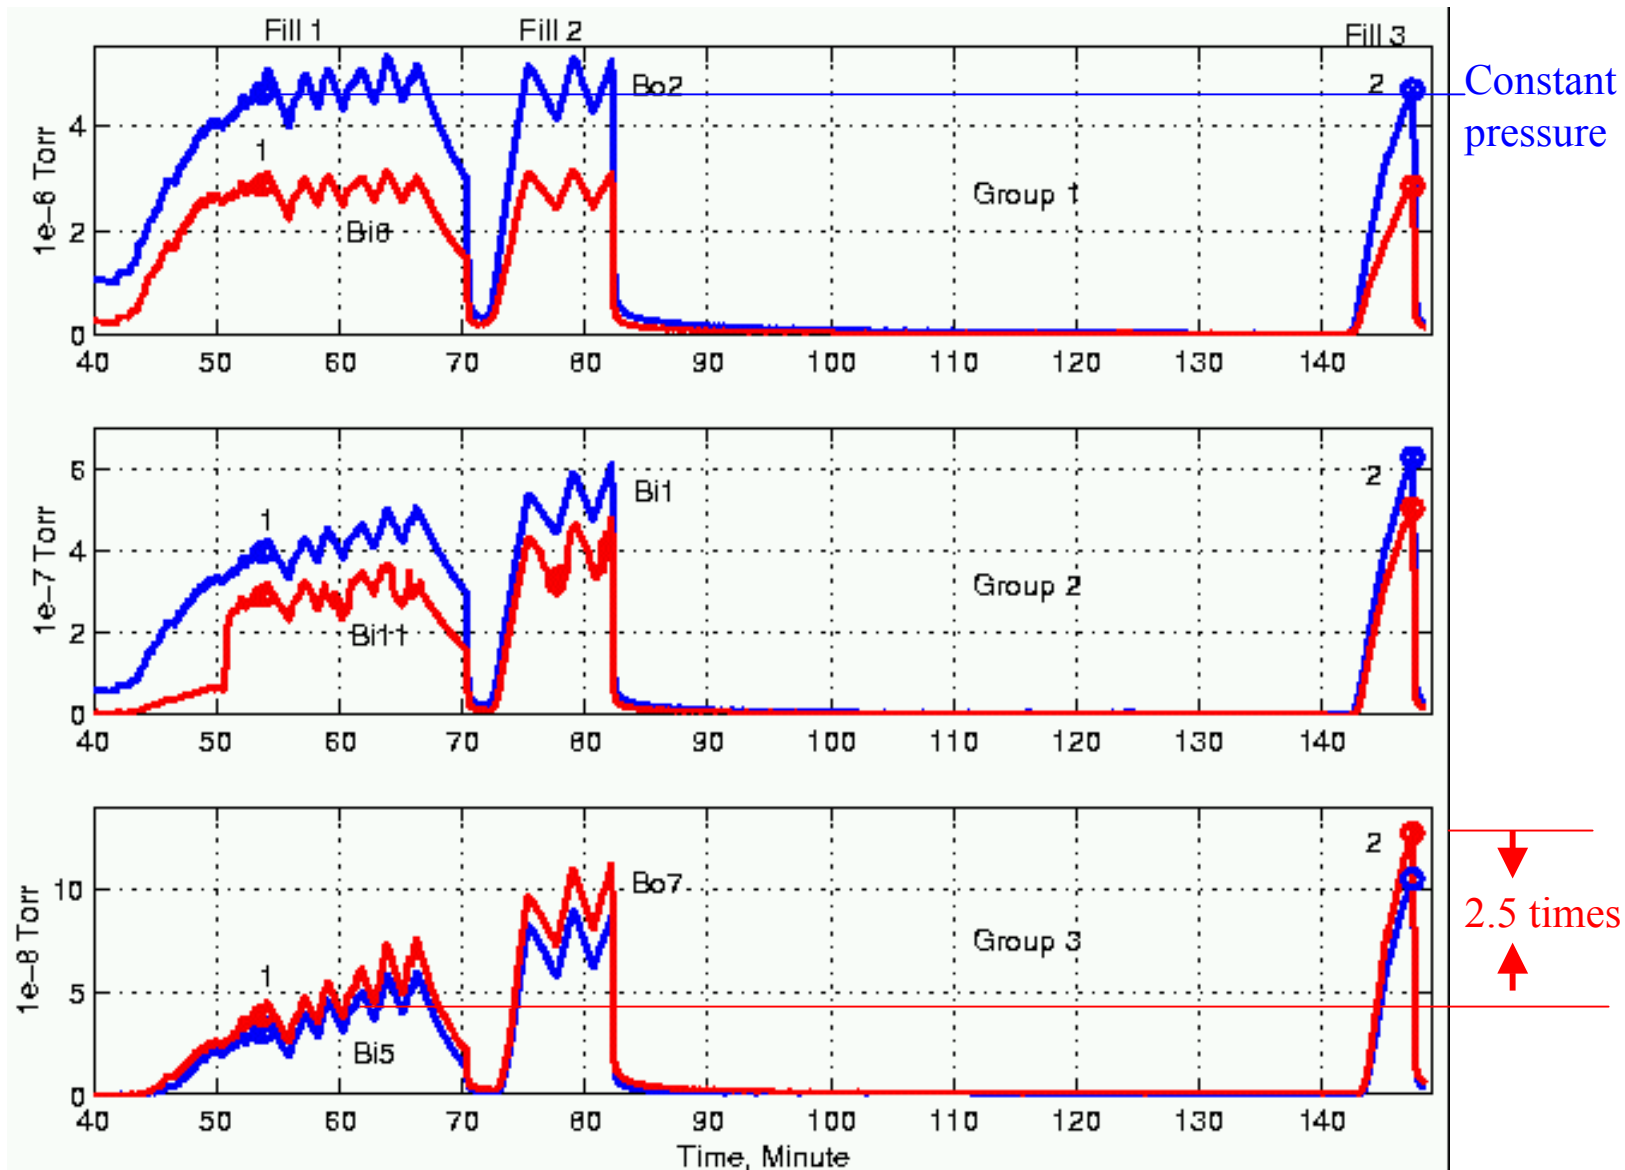 Fill 1 Fill 2 Fill 3
1e-6 Torr
4
2
0
1
2
Bo2
Bi6
Group 1
Constant
pressure
40 50 60 70 80 90 100 110 120 130 140
1e-7 Torr
6
4
2
0
1
2
Bi1
Bi11
Group 2
40 50 60 70 80 90 100 110 120 130 140
1e-8 Torr
10
5
0
1
2
Bo7
Bi5
Group 3
2.5 times
40 50 60 70 80 90 100 110 120 130 140
Time, Minute